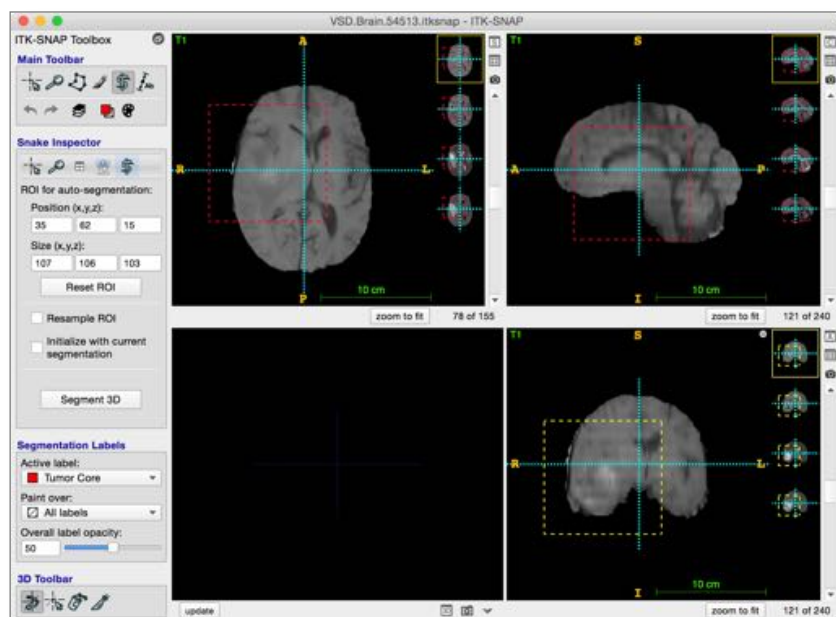 VSD.Brain.54513.itksnap - ITK-SNAP
ITK-SNAP Toolbox
Main Toolbar
Snake Inspector
ROI for auto-segmentation:
Position (x,y,z):
35 62 15
Size (x,y,z):
107 106 103
Reset ROI
Resample ROI
Initialize with current
segmentation
Segment 3D
Segmentation Labels
Active label:
Tumor Core
Paint over:
All labels
Overall label opacity:
50
3D Toolbar
T1
A
R
L
P
10 cm
zoom to fit 78 of 155
T1
S
A
P
I
10 cm
zoom to fit 121 of 240
update
T1
S
R
L
I
10 cm
zoom to fit 121 of 240